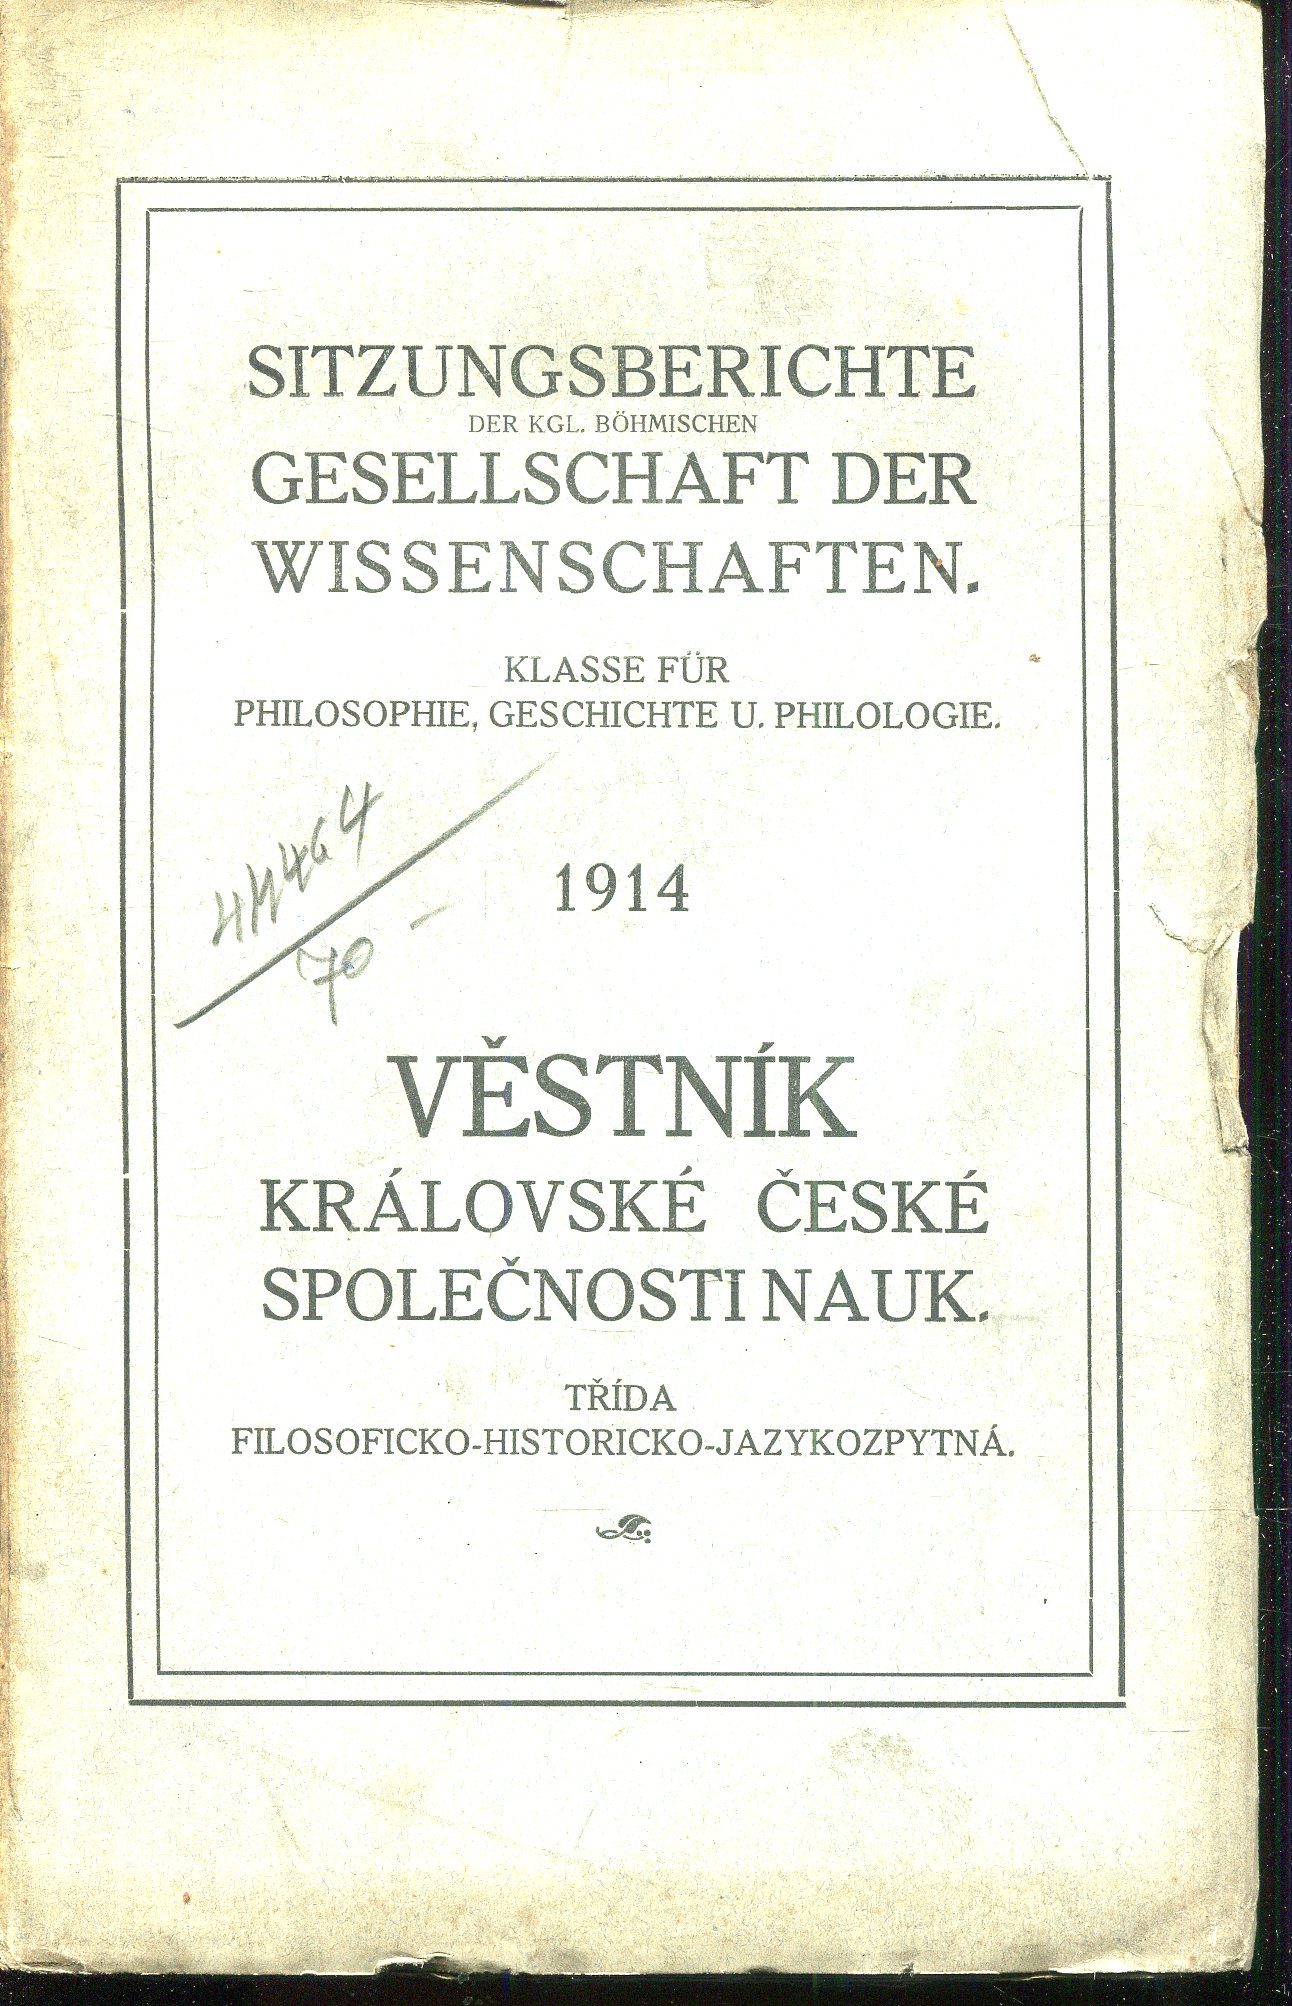 SITZUNGSBERICHTE
DER KGL. BÖHMISCHEN
GESELLSCHAFT DER
WISSENSCHAFTEN.
KLASSE FÜR
PHILOSOPHIE, GESCHICHTE U. PHILOLOGIE.
1914
70 -
VĚSTNÍK
KRÁLOVSKÉ ČESKÉ
SPOLEČNOSTI NAUK.
TŘÍDA
FILOSOFICKO-HISTORICKO-JAZYKOZPYTNÁ.